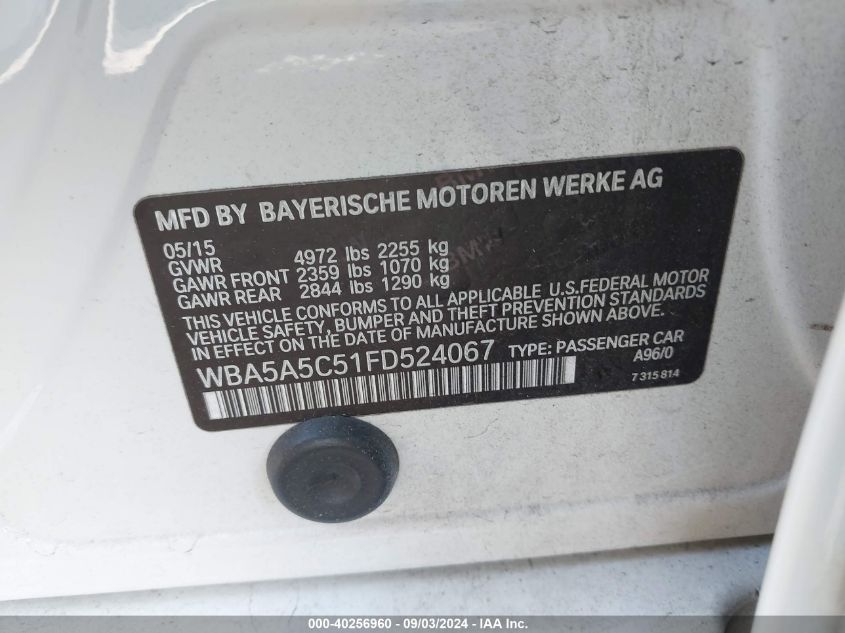 MFD BY BAYERISCHE MOTOREN WERKE AG
05/15
GVWR 4972 lbs 2255 kg
GAWR FRONT 2359 lbs 1070 kg
GAWR REAR 2844 lbs 1290 kg
THIS VEHICLE CONFORMS TO ALL APPLICABLE U.S.FEDERAL MOTOR
VEHICLE SAFETY, BUMPER AND THEFT PREVENTION STANDARDS
IN EFFECT ON THE DATE OF MANUFACTURE SHOWN ABOVE.
WBA5A5C51FD524067 TYPE: PASSENGER CAR
A96/0
7 315 814
000-40256960 - 09/03/2024 - IAA Inc.